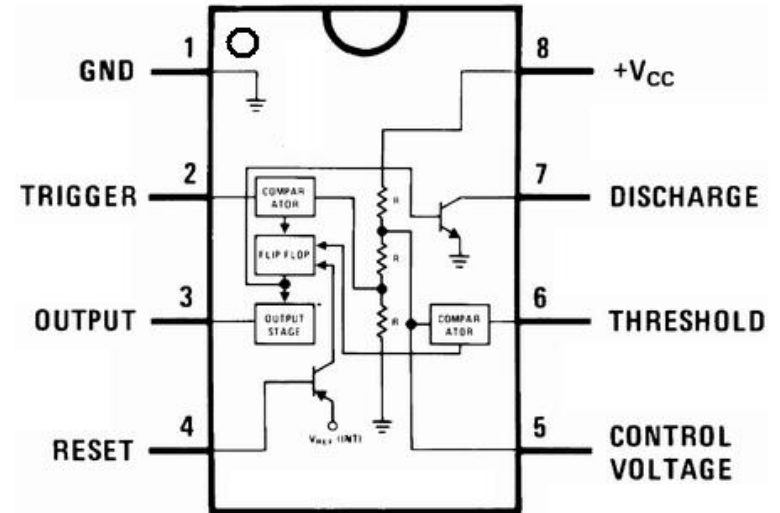 1
GND
2
TRIGGER
3
OUTPUT
4
RESET
8
+VCC
7
DISCHARGE
6
THRESHOLD
5
CONTROL
VOLTAGE
COMPAR
ATOR
FLIP FLOP
OUTPUT
STAGE
R
R
R
COMPAR
ATOR
VREF (INT)